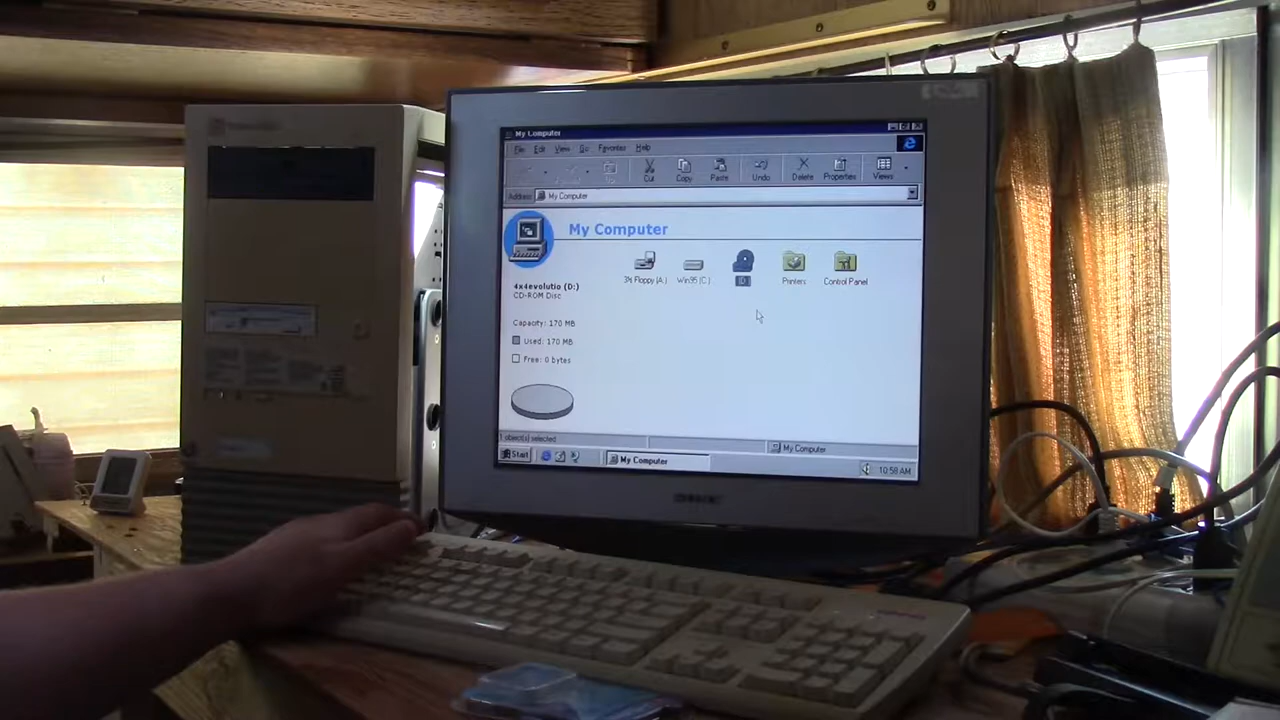 My Computer
File Edit View Go Favorites Help
Cut Copy Paste Undo Delete Properties Views
Address My Computer
My Computer
3½ Floppy (A:) Win95 (C:) (D:) Printers Control Panel
4x4evolutio (D:)
CD-ROM Disc
Capacity: 170 MB
Used: 170 MB
Free: 0 bytes
1 object(s) selected
My Computer
Start My Computer 10:58 AM